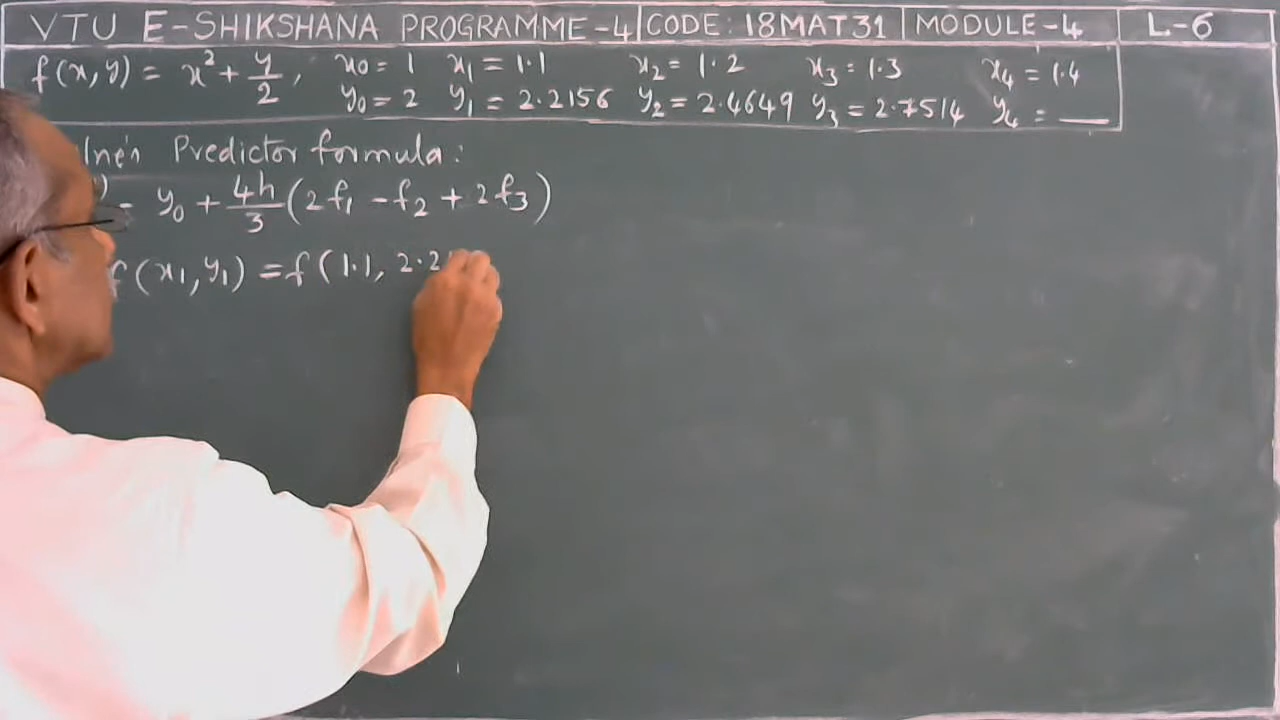 VTU E-SHIKSHANA PROGRAMME-4 CODE: 18MAT31 MODULE-4 L-6
f(x,y) = x² + y/2, x0 = 1 x1 = 1.1 x2 = 1.2 x3 = 1.3 x4 = 1.4
y0 = 2 y1 = 2.2156 y2 = 2.4649 y3 = 2.7514 y4 = __
lne's Predictor formula:
) = y0 + 4h/3 (2f1 - f2 + 2f3)
f(x1, y1) = f(1.1, 2.2